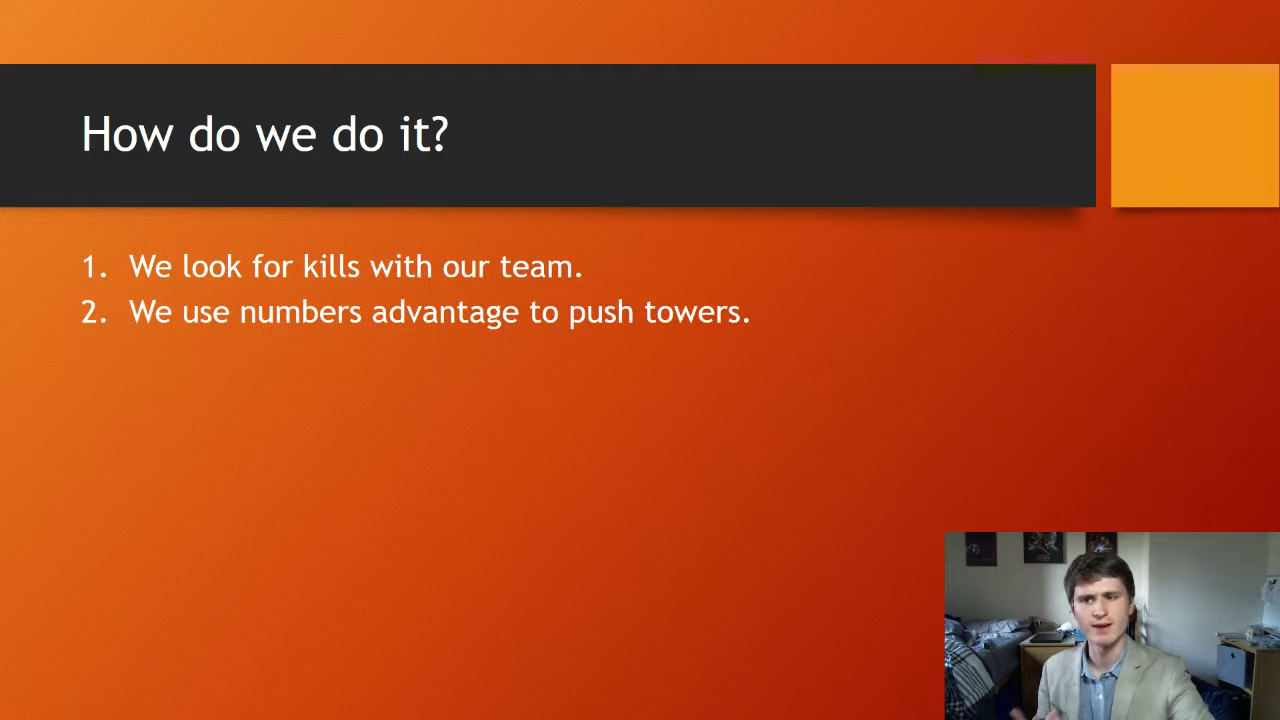 How do we do it?
1. We look for kills with our team.
2. We use numbers advantage to push towers.